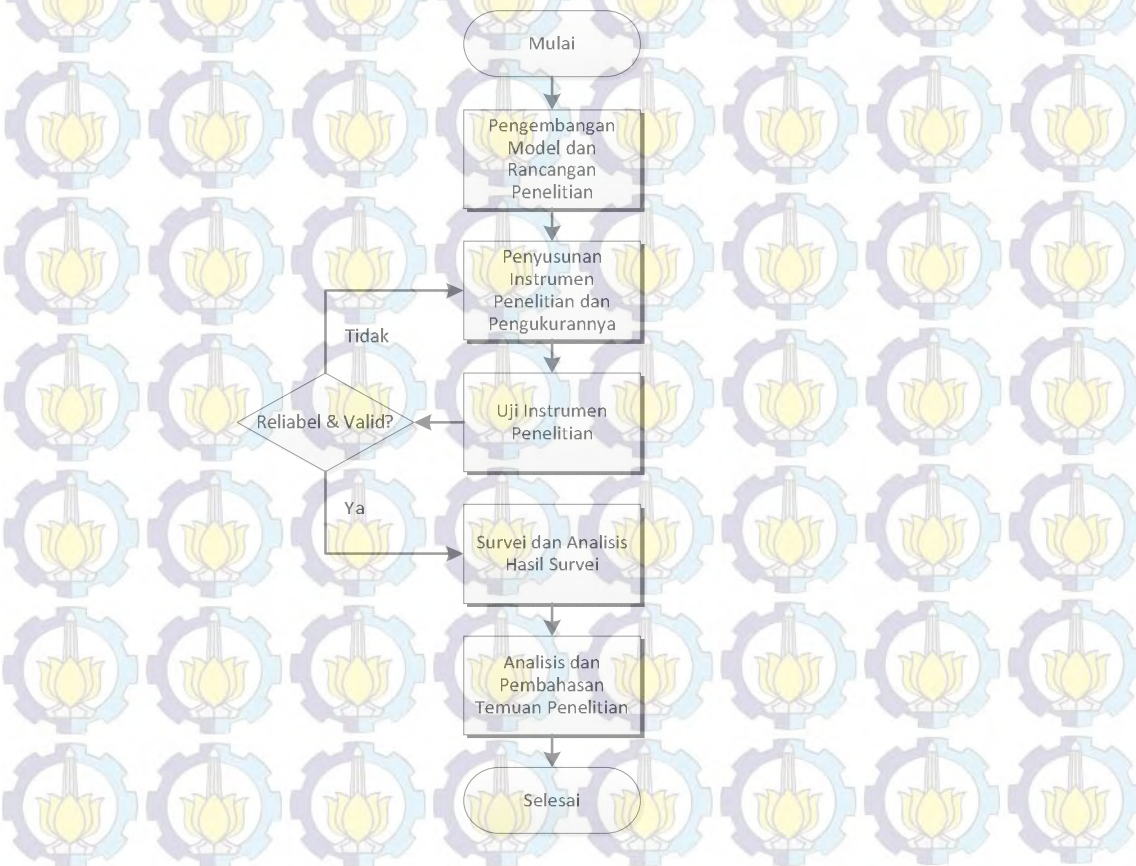 Mulai
Pengembangan
Model dan
Rancangan
Penelitian
Penyusunan
Instrumen
Penelitian dan
Pengukurannya
Tidak
Reliabel & Valid?
Uji Instrumen
Penelitian
Ya
Survei dan Analisis
Hasil Survei
Analisis dan
Pembahasan
Temuan Penelitian
Selesai